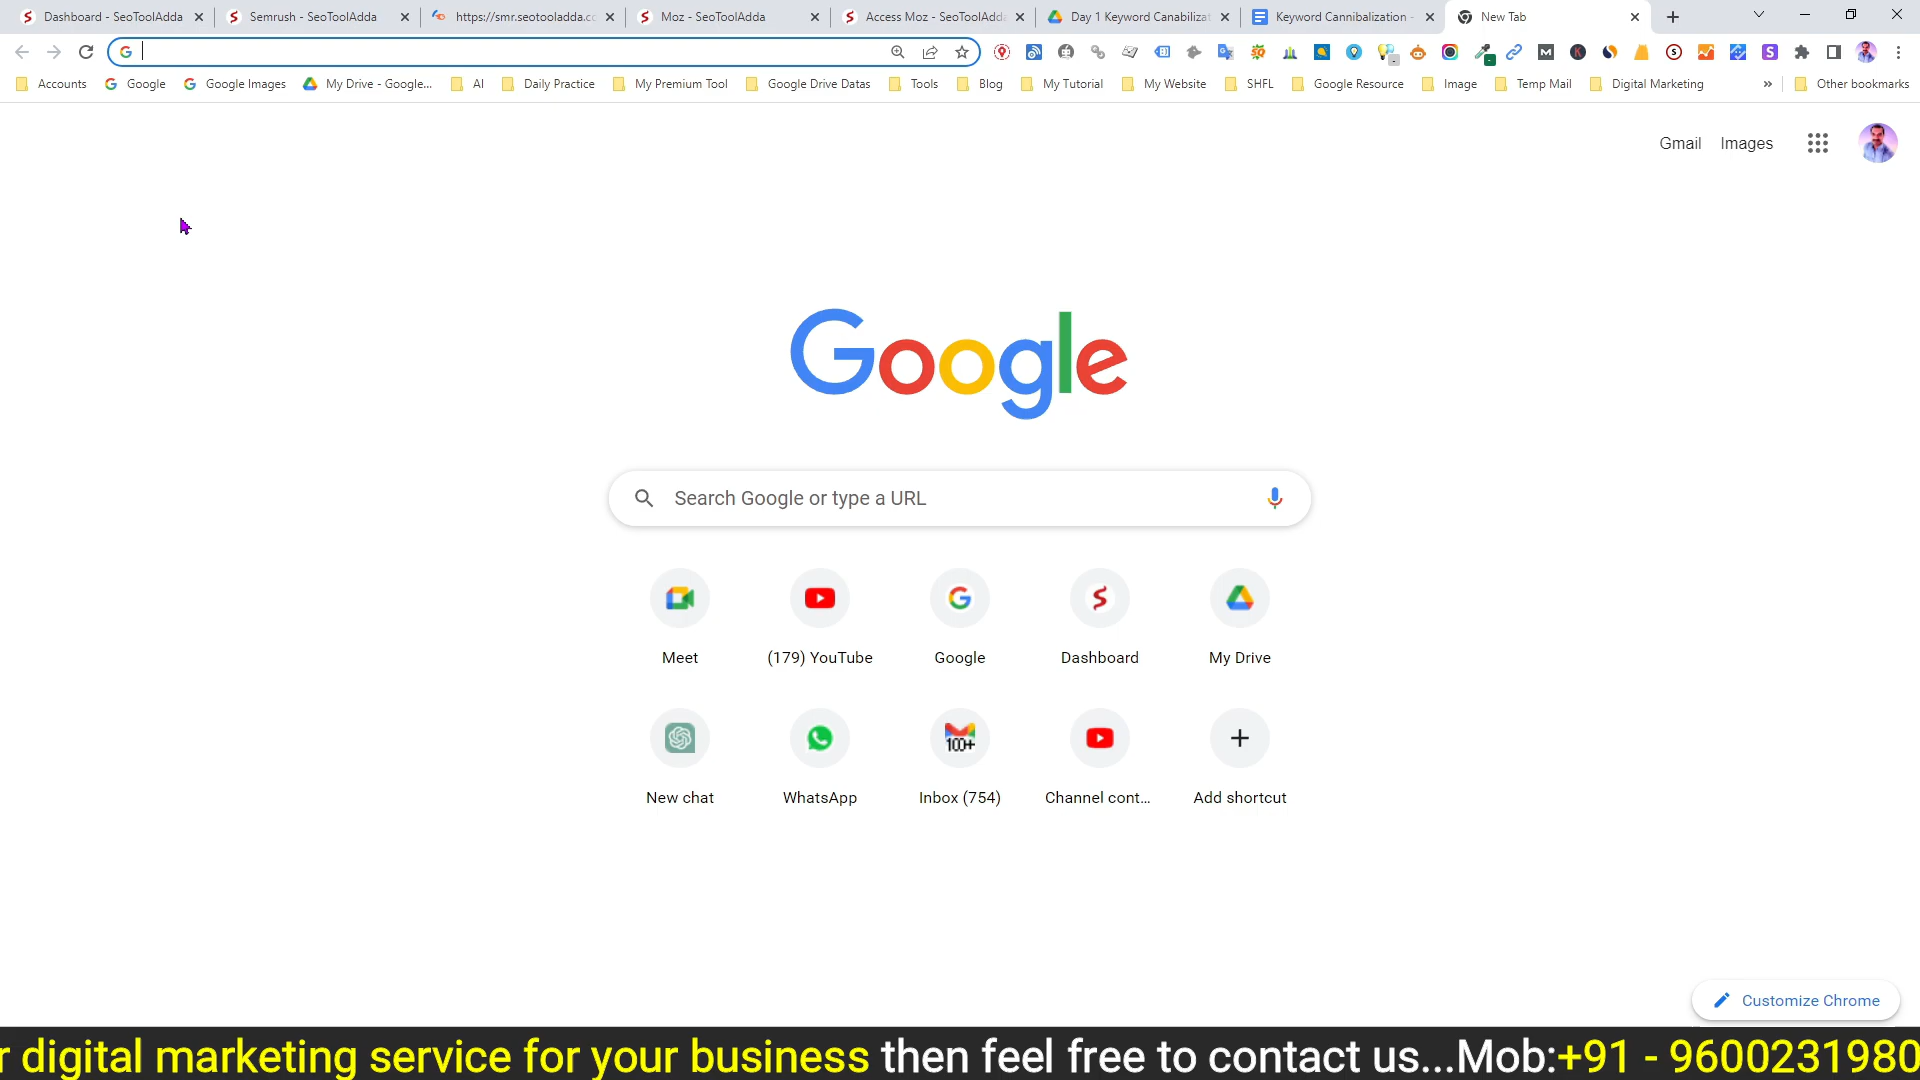 Dashboard - SeoToolAdda
Semrush - SeoToolAdda
https://smr.seotooladda.cc
Moz - SeoToolAdda
Access Moz - SeoToolAdda
Day 1 Keyword Canabilizat
Keyword Cannibalization -
New Tab
Accounts
Google
Google Images
My Drive - Google...
AI
Daily Practice
My Premium Tool
Google Drive Datas
Tools
Blog
My Tutorial
My Website
SHFL
Google Resource
Image
Temp Mail
Digital Marketing
»
Other bookmarks
Gmail
Images
Google
Search Google or type a URL
Meet
(179) YouTube
Google
Dashboard
My Drive
100+
New chat
WhatsApp
Inbox (754)
Channel cont...
Add shortcut
Customize Chrome
r digital marketing service for your business then feel free to contact us...Mob:+91 - 9600231980